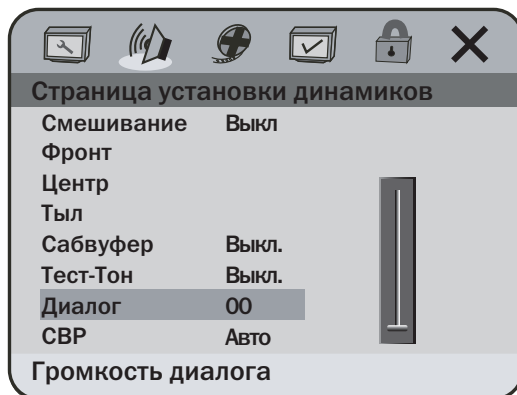 Страница установки динамиков
Смешивание Выкл
Фронт
Центр
Тыл
Сабвуфер Выкл.
Тест-Тон Выкл.
Диалог 00
СВР Авто
Громкость диалога